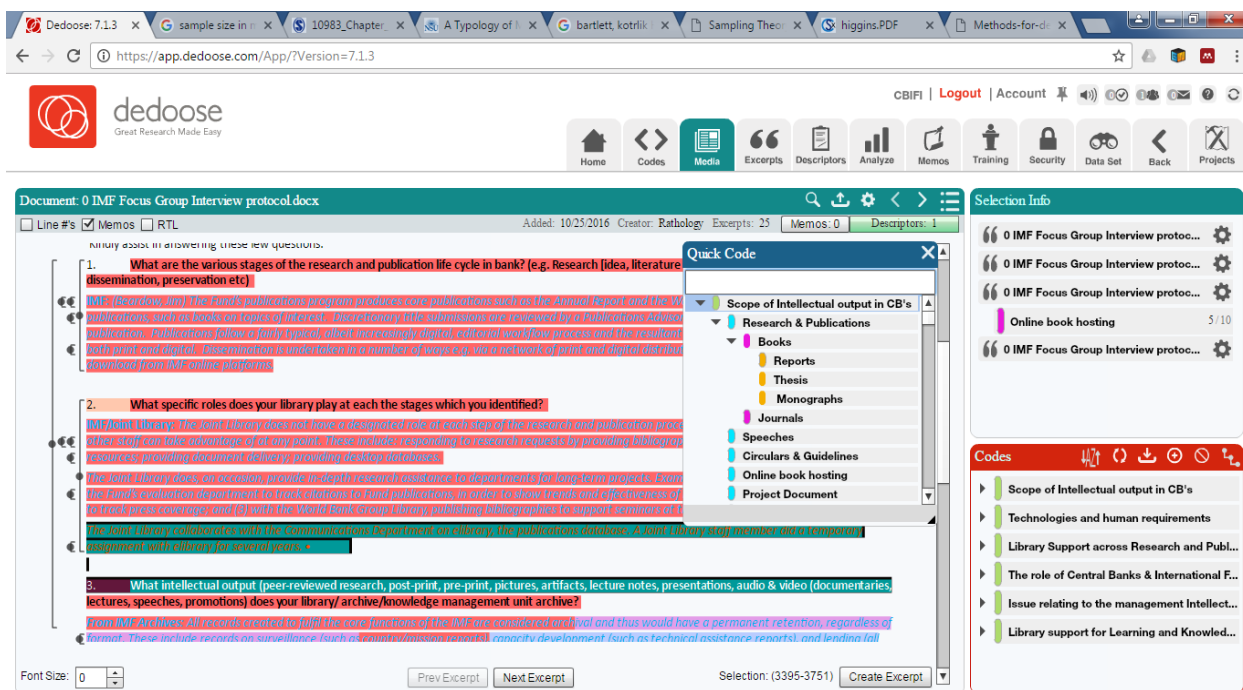 Dedoose: 7.1.3
sample size in
10983_Chapter_
A Typology of
bartlett, kotrlik
Sampling Theor
higgins.PDF
Methods-for-de
https://app.dedoose.com/App/?Version=7.1.3
dedoose
Great Research Made Easy
CBIFI | Logout | Account
Home
Codes
Media
Excerpts
Descriptors
Analyze
Memos
Training
Security
Data Set
Back
Projects
Document: 0 IMF Focus Group Interview protocol.docx
Line #'s Memos RTL
Added: 10/25/2016 Creator: Rathology Excerpts: 25 Memos: 0 Descriptors: 1
Kindly assist in answering these few questions.
1. What are the various stages of the research and publication life cycle in bank? (e.g. Research [idea, literature
dissemination, preservation etc)
IMF: (Beardow, Jim) The Fund's publications program produces core publications such as the Annual Report and the W
publications, such as books on topics of interest. Discretionary title submissions are reviewed by a Publications Advisor
publication. Publications follow a fairly typical, albeit increasingly digital, editorial workflow process and the resultant
both print and digital. Dissemination is undertaken in a number of ways e.g. via a network of print and digital distribut
download from IMF online platforms.
2. What specific roles does your library play at each the stages which you identified?
IMF/Joint Library: The Joint Library does not have a designated role at each step of the research and publication proce
other staff can take advantage of at any point. These include: responding to research requests by providing bibliograp
resources; providing document delivery; providing desktop databases.
The Joint Library does, on occasion, provide in-depth research assistance to departments for long-term projects. Exam
the Fund's evaluation department to track citations to Fund publications, in order to show trends and effectiveness of
to track press coverage; and (3) with the World Bank Group Library, publishing bibliographies to support seminars at t
The Joint Library collaborates with the Communications Department on elibrary, the publications database. A Joint Library staff member did a temporary
assignment with elibrary for several years.
3. What intellectual output (peer-reviewed research, post-print, pre-print, pictures, artifacts, lecture notes, presentations, audio & video (documentaries,
lectures, speeches, promotions) does your library/ archive/knowledge management unit archive?
From IMF Archives: All records created to fulfil the core functions of the IMF are considered archival and thus would have a permanent retention, regardless of
format. These include records on surveillance (such as country/mission reports), capacity development (such as technical assistance reports), and lending (all
Font Size: 0
Prev Excerpt
Next Excerpt
Selection: (3395-3751)
Create Excerpt
Quick Code
Scope of Intellectual output in CB's
Research & Publications
Books
Reports
Thesis
Monographs
Journals
Speeches
Circulars & Guidelines
Online book hosting
Project Document
Selection Info
0 IMF Focus Group Interview protoc...
0 IMF Focus Group Interview protoc...
0 IMF Focus Group Interview protoc...
Online book hosting 5/10
0 IMF Focus Group Interview protoc...
Codes
Scope of Intellectual output in CB's
Technologies and human requirements
Library Support across Research and Publ...
The role of Central Banks & International F...
Issue relating to the management Intellect...
Library support for Learning and Knowled...